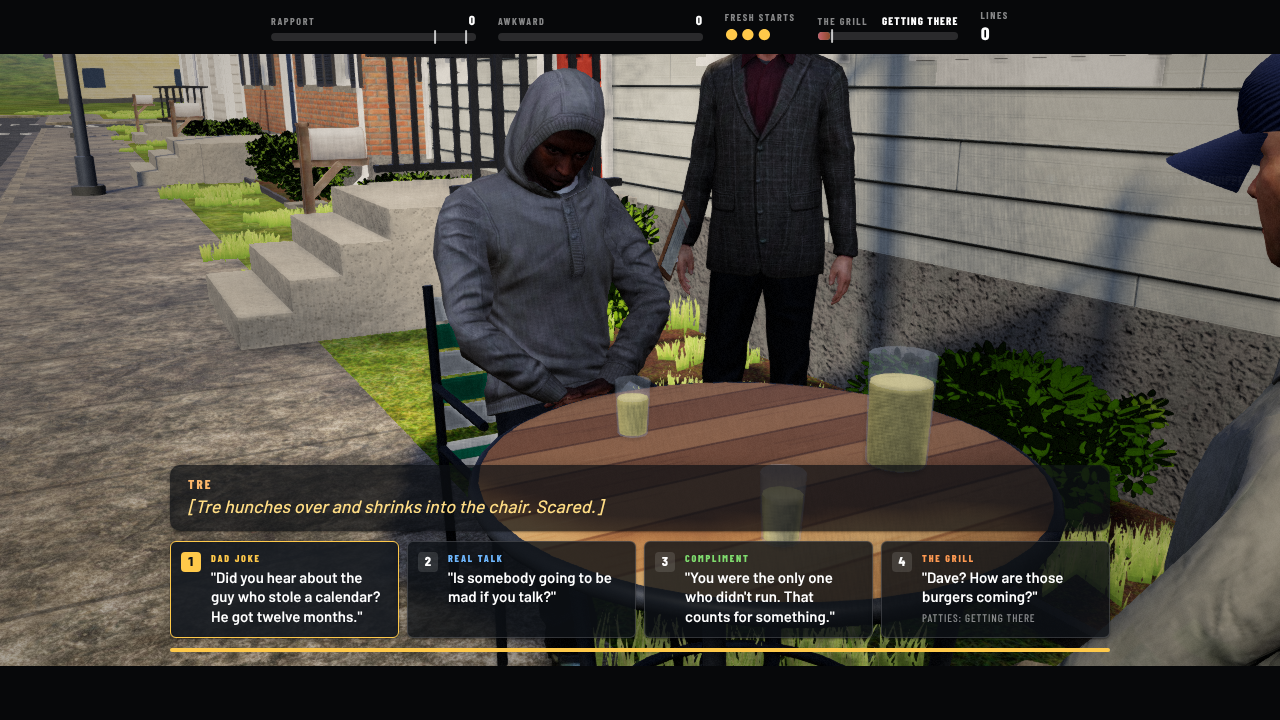 RAPPORT 0
AWKWARD 0
FRESH STARTS
THE GRILL GETTING THERE
LINES
0
TRE
[Tre hunches over and shrinks into the chair. Scared.]
1 DAD JOKE
"Did you hear about the
guy who stole a calendar?
He got twelve months."
2 REAL TALK
"Is somebody going to be
mad if you talk?"
3 COMPLIMENT
"You were the only one
who didn't run. That
counts for something."
4 THE GRILL
"Dave? How are those
burgers coming?"
PATTIES: GETTING THERE